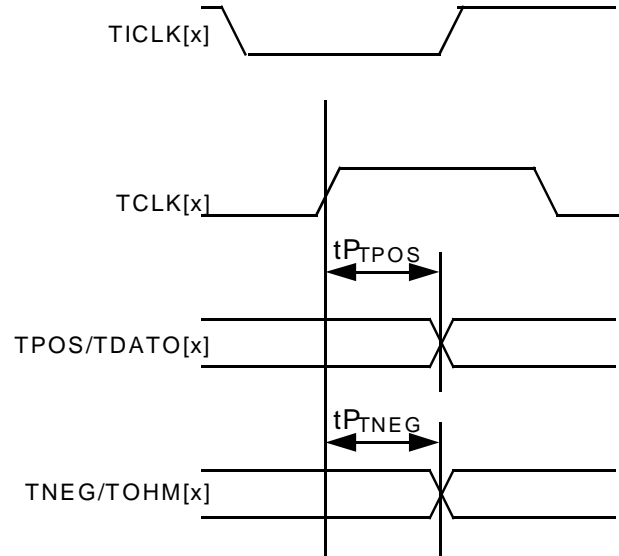 TICLK[x]
TCLK[x]
tPTPOS
TPOS/TDATO[x]
tPTNEG
TNEG/TOHM[x]